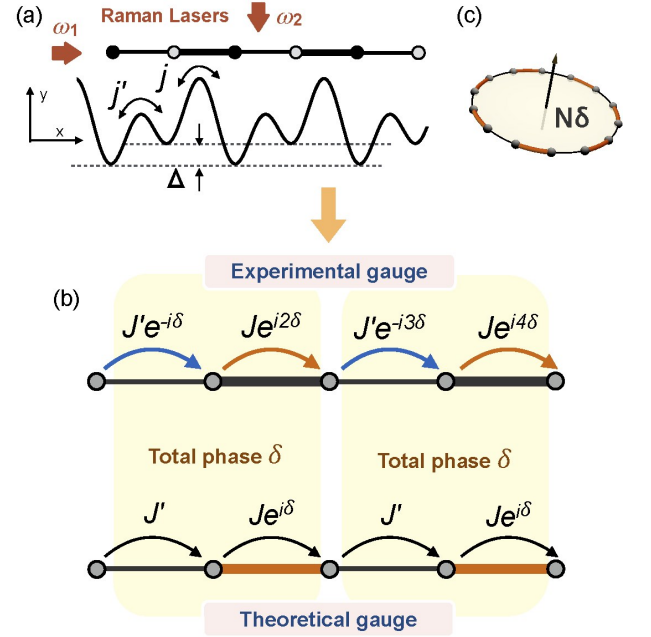 (a)
Raman Lasers
ω1
ω2
y
x
j'
j
Δ
(c)
Nδ
Experimental gauge
(b)
J'e^-iδ
Je^i2δ
J'e^-i3δ
Je^i4δ
Total phase δ
Total phase δ
J'
Je^iδ
J'
Je^iδ
Theoretical gauge